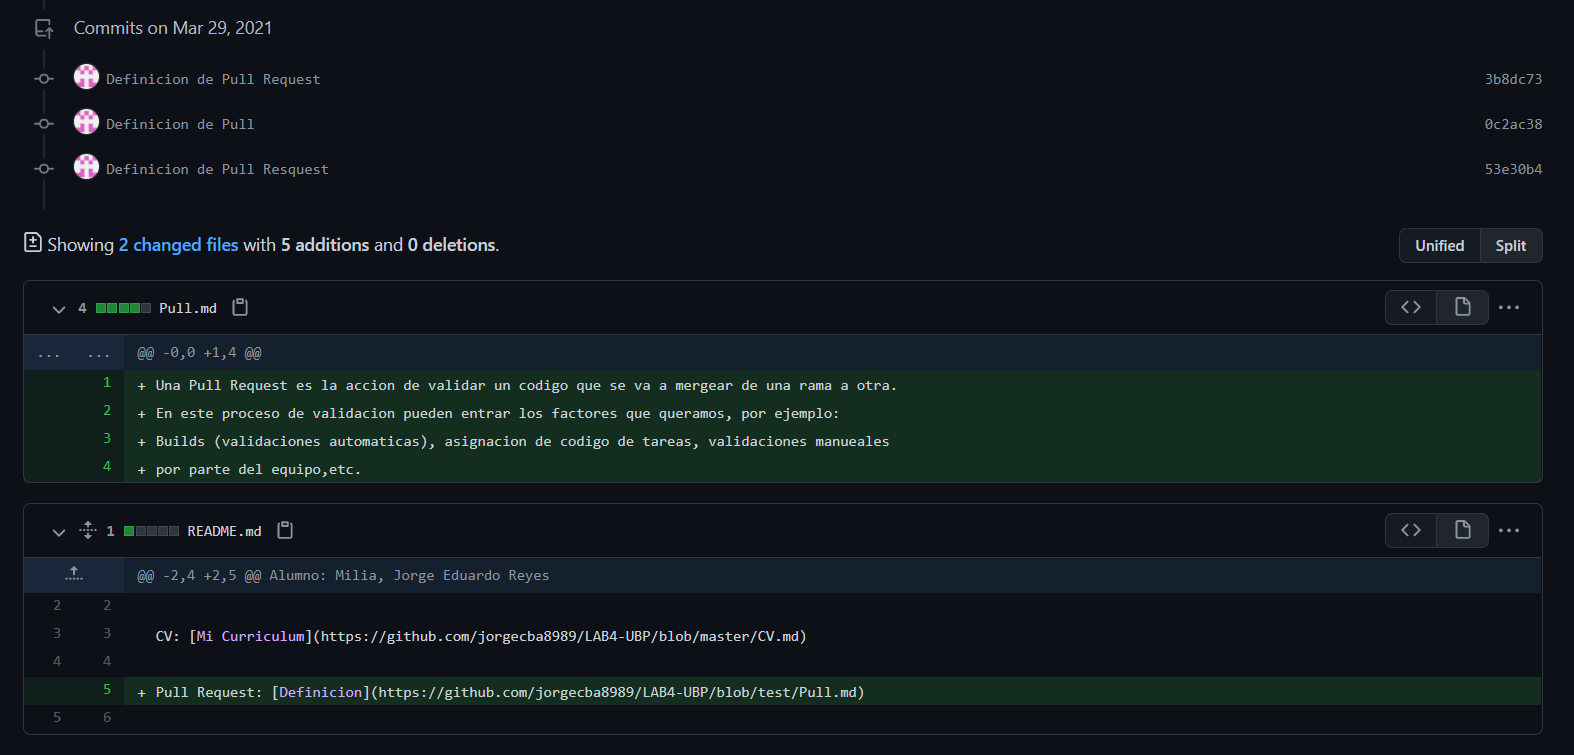 Commits on Mar 29, 2021
Definicion de Pull Request 3b8dc73
Definicion de Pull 0c2ac38
Definicion de Pull Resquest 53e30b4
Showing 2 changed files with 5 additions and 0 deletions.
Unified Split
4 Pull.md
... ... @@ -0,0 +1,4 @@
1 + Una Pull Request es la accion de validar un codigo que se va a mergear de una rama a otra.
2 + En este proceso de validacion pueden entrar los factores que queramos, por ejemplo:
3 + Builds (validaciones automaticas), asignacion de codigo de tareas, validaciones manueales
4 + por parte del equipo,etc.
1 README.md
@@ -2,4 +2,5 @@ Alumno: Milia, Jorge Eduardo Reyes
2 2
3 3 CV: [Mi Curriculum](https://github.com/jorgecba8989/LAB4-UBP/blob/master/CV.md)
4 4
5 + Pull Request: [Definicion](https://github.com/jorgecba8989/LAB4-UBP/blob/test/Pull.md)
5 6